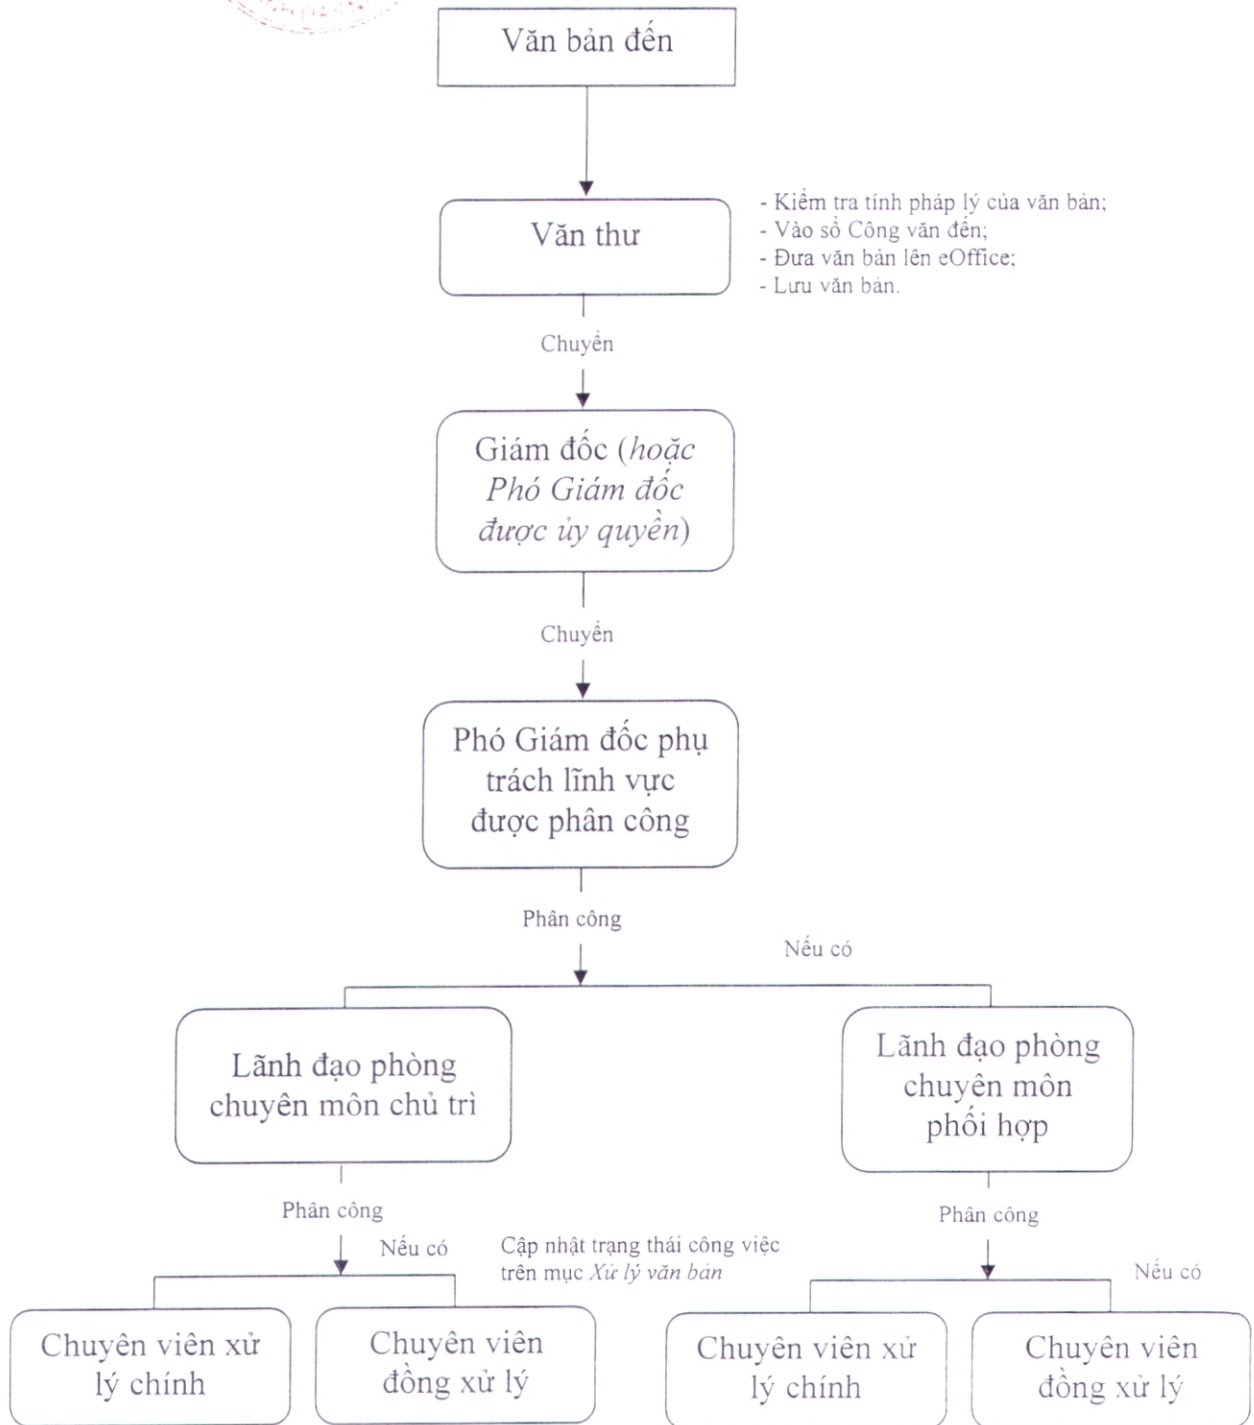 Văn bản đến
Văn thư
- Kiểm tra tính pháp lý của văn bản;
- Vào sổ Công văn đến;
- Đưa văn bản lên eOffice;
- Lưu văn bản.
Chuyển
Giám đốc (hoặc
Phó Giám đốc
được ủy quyền)
Chuyển
Phó Giám đốc phụ
trách lĩnh vực
được phân công
Phân công
Nếu có
Lãnh đạo phòng
chuyên môn chủ trì
Lãnh đạo phòng
chuyên môn
phối hợp
Phân công
Nếu có
Cập nhật trạng thái công việc
trên mục Xử lý văn bản
Phân công
Nếu có
Chuyên viên xử
lý chính
Chuyên viên
đồng xử lý
Chuyên viên xử
lý chính
Chuyên viên
đồng xử lý